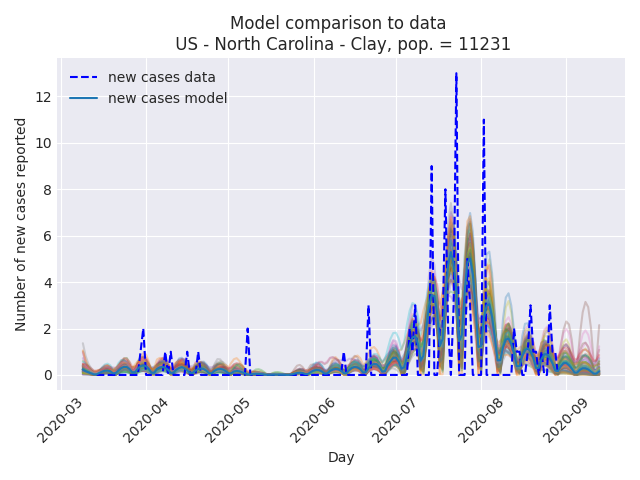 Model comparison to data
US - North Carolina - Clay, pop. = 11231
new cases data
new cases model
Number of new cases reported
12
10
8
6
4
2
0
2020-03
2020-04
2020-05
2020-06
2020-07
2020-08
2020-09
Day